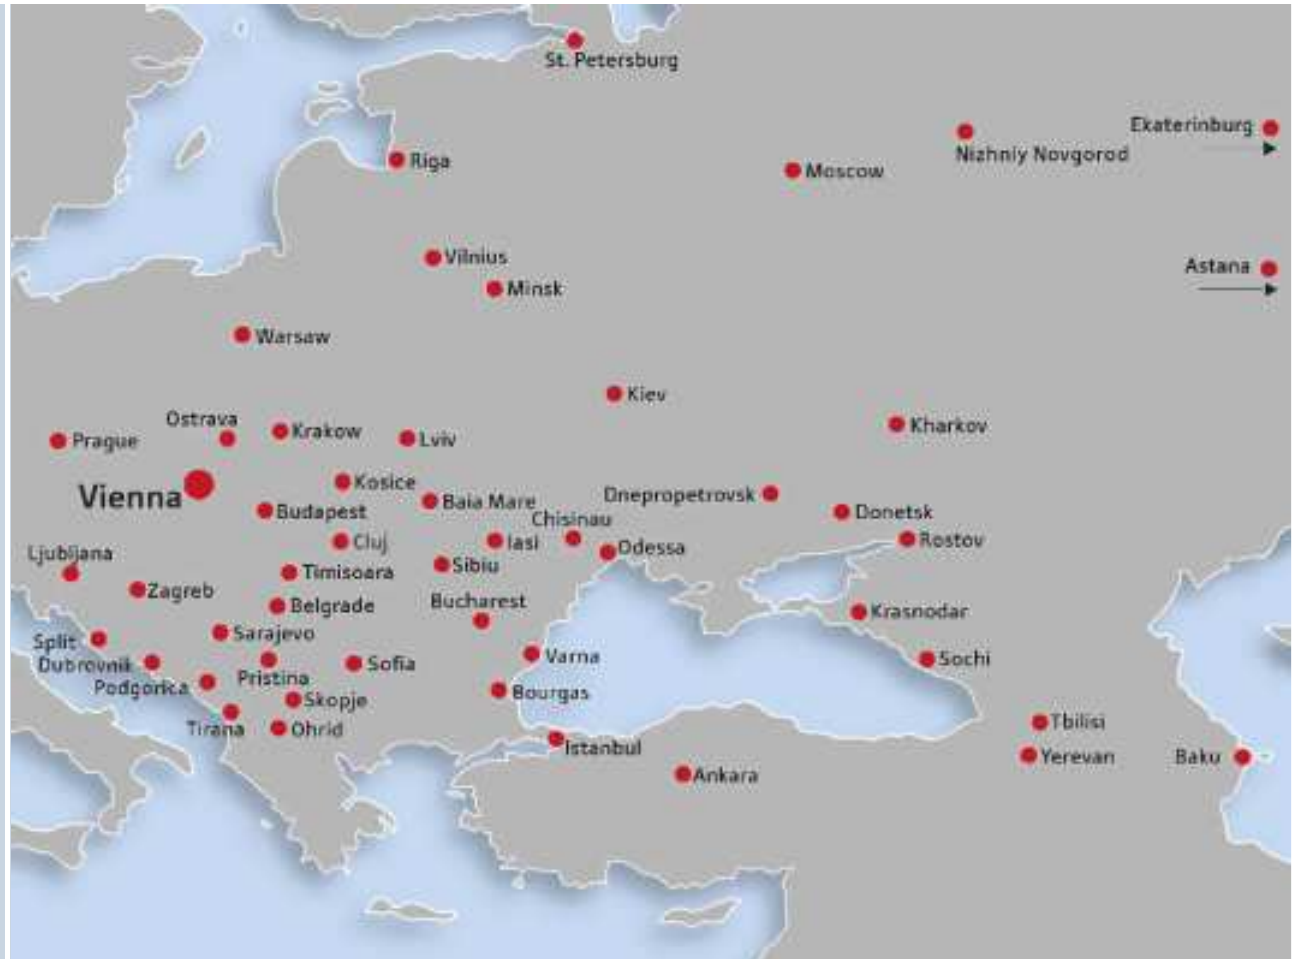 St. Petersburg
Ekaterinburg
Nizhniy Novgorod
Riga
Moscow
Vilnius
Astana
Minsk
Warsaw
Kiev
Ostrava
Krakow
Kharkov
Prague
Lviv
Kosice
Vienna
Dnepropetrovsk
Baia Mare
Budapest
Donetsk
Chisinau
Cluj
Iasi
Rostov
Odessa
Ljubljana
Sibiu
Timisoara
Zagreb
Bucharest
Belgrade
Krasnodar
Sarajevo
Split
Varna
Sochi
Dubrovnik
Sofia
Pristina
Podgorica
Bourgas
Skopje
Tbilisi
Tirana
Ohrid
Istanbul
Yerevan
Baku
Ankara